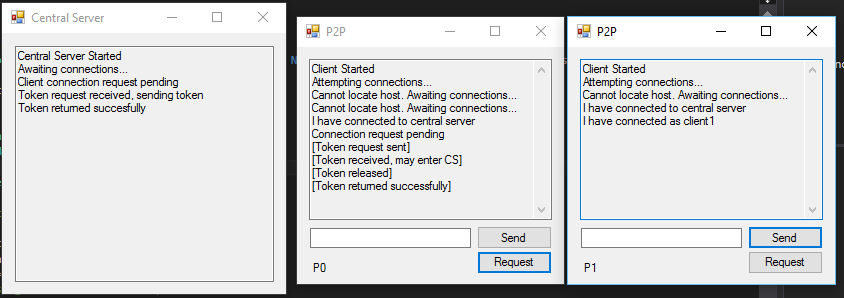 Central Server
Central Server Started
Awaiting connections...
Client connection request pending
Token request received, sending token
Token returned succesfully
P2P
Client Started
Attempting connections...
Cannot locate host. Awaiting connections...
Cannot locate host. Awaiting connections...
I have connected to central server
Connection request pending
[Token request sent]
[Token received, may enter CS]
[Token released]
[Token returned successfully]
Send
Request
P0
P2P
Client Started
Attempting connections...
Cannot locate host. Awaiting connections...
I have connected to central server
I have connected as client1
Send
Request
P1